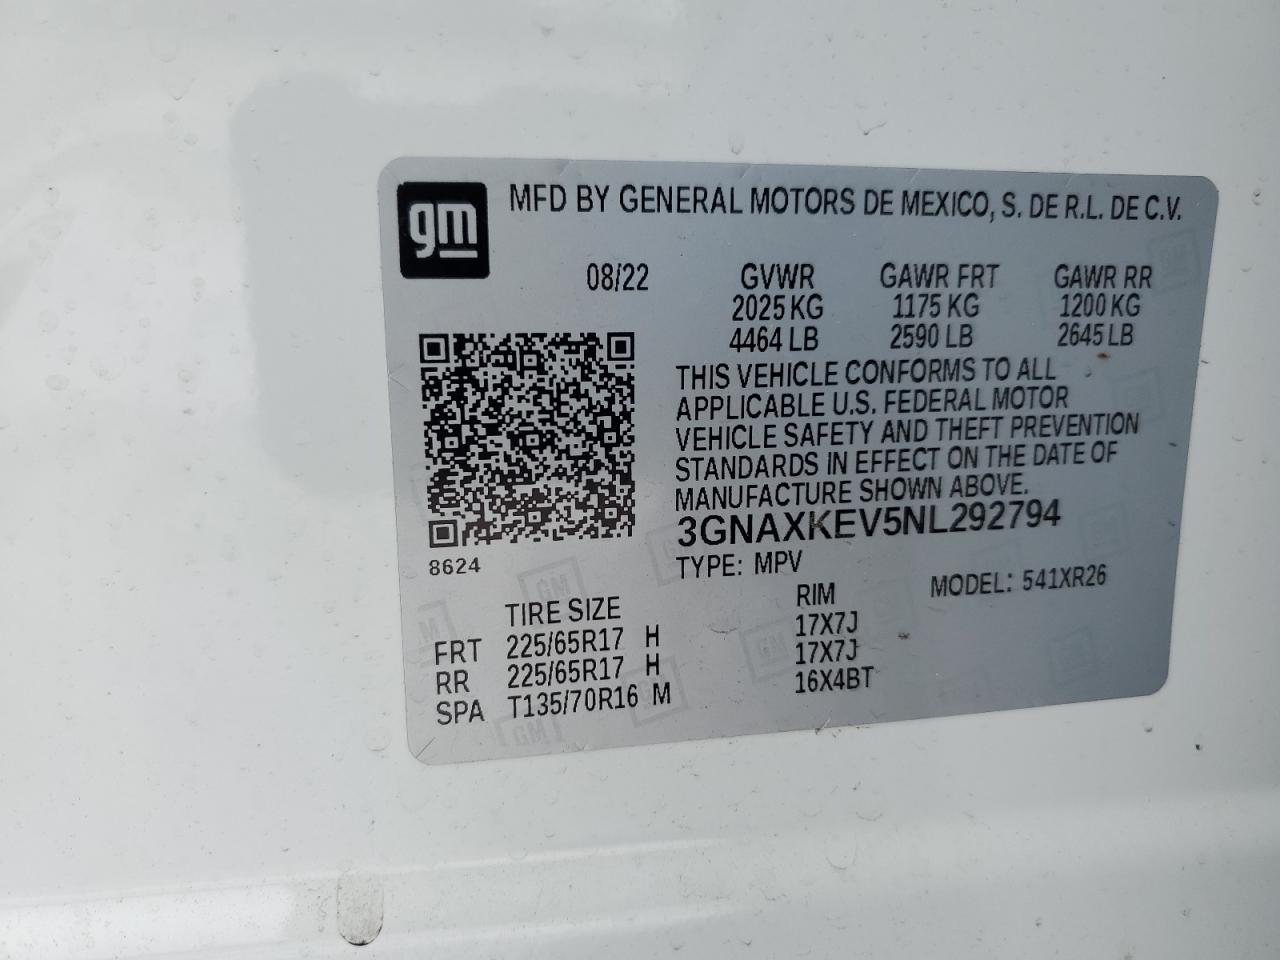 gm
MFD BY GENERAL MOTORS DE MEXICO, S. DE R.L. DE C.V.
08/22 GVWR GAWR FRT GAWR RR
2025 KG 1175 KG 1200 KG
4464 LB 2590 LB 2645 LB
THIS VEHICLE CONFORMS TO ALL
APPLICABLE U.S. FEDERAL MOTOR
VEHICLE SAFETY AND THEFT PREVENTION
STANDARDS IN EFFECT ON THE DATE OF
MANUFACTURE SHOWN ABOVE.
3GNAXKEV5NL292794
8624
TYPE: MPV MODEL: 541XR26
TIRE SIZE RIM
FRT 225/65R17 H 17X7J
RR 225/65R17 H 17X7J
SPA T135/70R16 M 16X4BT